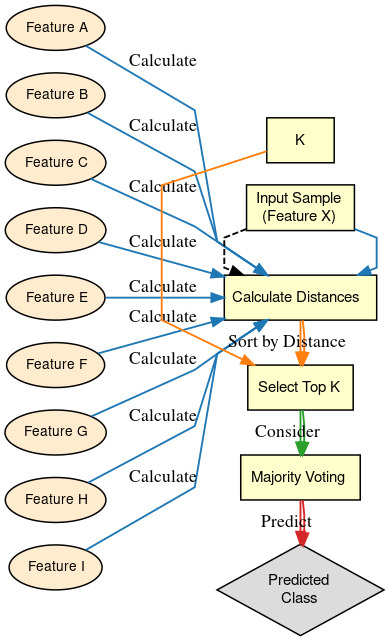 Feature A
Calculate
Feature B
Calculate
K
Feature C
Calculate
Input Sample
(Feature X)
Feature D
Calculate
Feature E
Calculate
Calculate Distances
Calculate
Feature F
Sort by Distance
Calculate
Select Top K
Feature G
Calculate
Consider
Feature H
Calculate
Majority Voting
Predict
Feature I
Predicted
Class